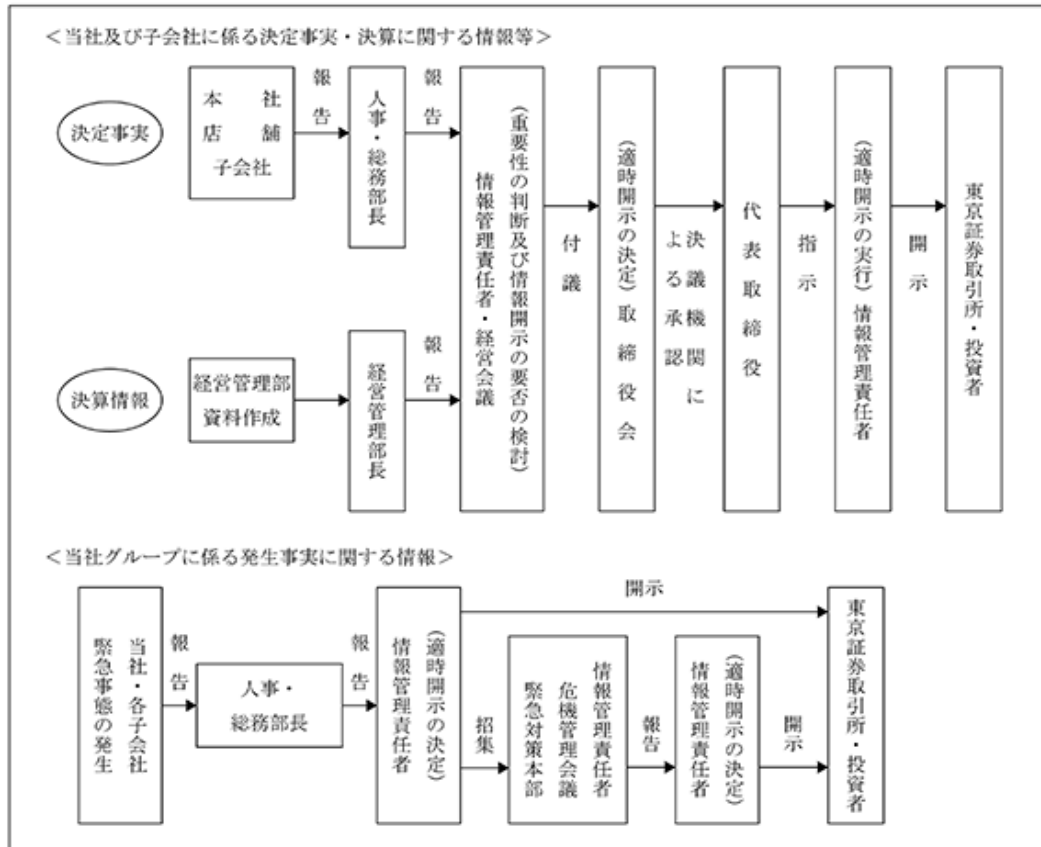 ＜当社及び子会社に係る決定事実・決算に関する情報等＞
決定事実
本社
店舗
子会社
報告
人事・総務部長
報告
決算情報
経営管理部
資料作成
経営管理部長
報告
（重要性の判断及び情報開示の要否の検討）
情報管理責任者・経営会議
付議
（適時開示の決定）取締役会
決議機関に
よる承認
代表取締役
指示
（適時開示の実行）情報管理責任者
開示
東京証券取引所・投資者
＜当社グループに係る発生事実に関する情報＞
当社・各子会社
緊急事態の発生
報告
人事・
総務部長
報告
（適時開示の決定）
情報管理責任者
開示
招集
情報管理責任者
危機管理会議
緊急対策本部
報告
（適時開示の決定）
情報管理責任者
開示
東京証券取引所・投資者